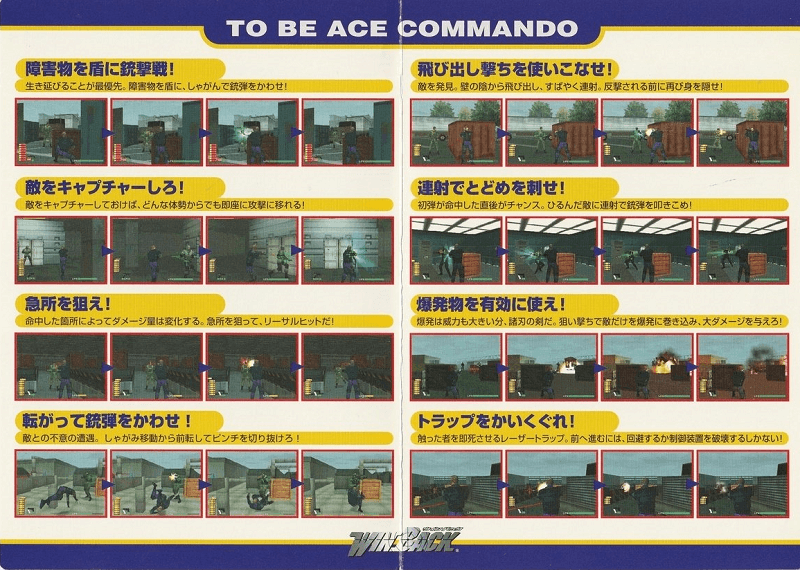 TO BE ACE COMMANDO
障害物を盾に銃撃戦!
生き延びることが最優先。障害物を盾に、しゃがんで銃弾をかわせ!
敵をキャプチャーしろ!
敵をキャプチャーしておけば、どんな体勢からでも即座に攻撃に移れる!
急所を狙え!
命中した箇所によってダメージ量は変化する。急所を狙って、リーサルヒットだ!
転がって銃弾をかわせ!
敵との不意の遭遇。しゃがみ移動から前転してピンチを切り抜けろ!
飛び出し撃ちを使いこなせ!
敵を発見。壁の陰から飛び出し、すばやく連射。反撃される前に再び身を隠せ!
連射でとどめを刺せ!
初弾が命中した直後がチャンス。ひるんだ敵に連射で銃弾を叩きこめ!
爆発物を有効に使え!
爆発は威力も大きい分、諸刃の剣だ。狙い撃ちで敵だけを爆発に巻き込み、大ダメージを与えろ!
トラップをかいくぐれ!
触った者を即死させるレーザートラップ。前へ進むには、回避するか制御装置を破壊するしかない!
ウィンバック
WINBACK